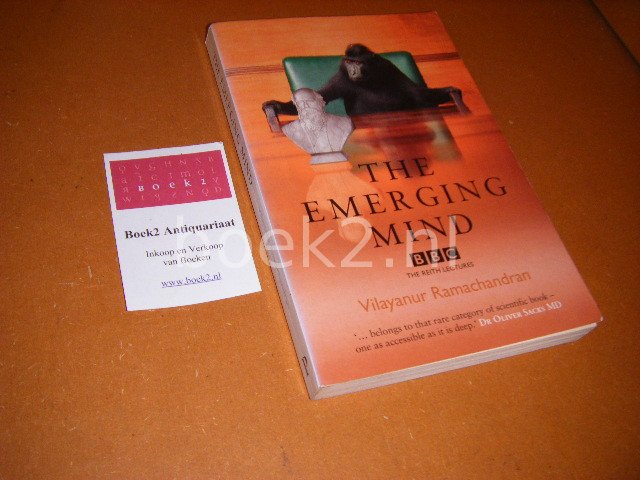 BOEK2
Boek2 Antiquariaat
Inkoop en Verkoop
van Boeken
www.boek2.nl
THE
EMERGING
MIND
BBC
THE REITH LECTURES
Vilayanur Ramachandran
'... belongs to that rare category of scientific book –
one as accessible as it is deep.' DR OLIVER SACKS MD
boek2.nl